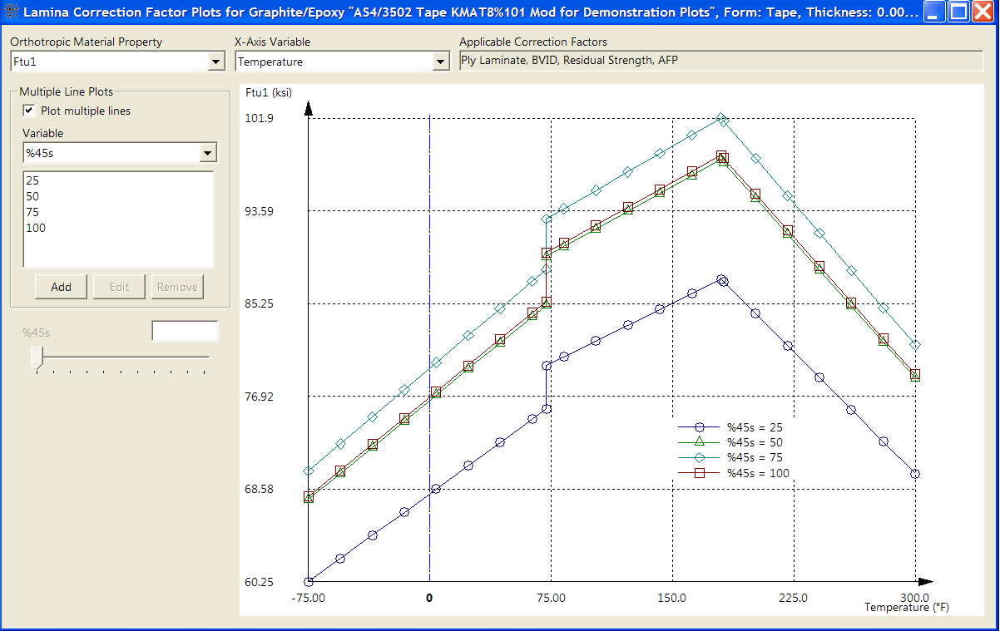 Lamina Correction Factor Plots for Graphite/Epoxy "AS4/3502 Tape KMAT8%101 Mod for Demonstration Plots", Form: Tape, Thickness: 0.00...
Orthotropic Material Property
X-Axis Variable
Applicable Correction Factors
Ftu1
Temperature
Ply Laminate, BVID, Residual Strength, AFP
Multiple Line Plots
Plot multiple lines
Variable
%45s
25
50
75
100
Add
Edit
Remove
%45s
Ftu1 (ksi)
101.9
93.59
85.25
76.92
68.58
60.25
%45s = 25
%45s = 50
%45s = 75
%45s = 100
-75.00
0
75.00
150.0
225.0
300.0
Temperature (°F)